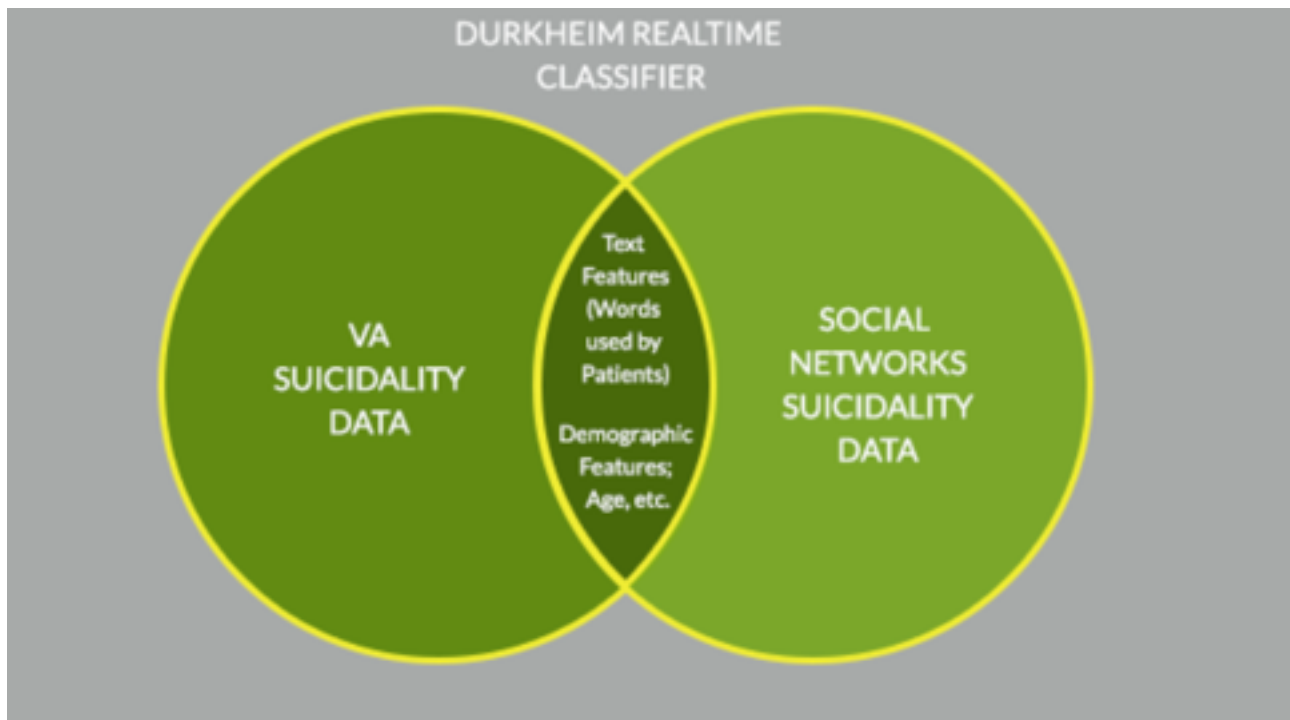 DURKHEIM REALTIME
CLASSIFIER
VA
SUICIDALITY
DATA
Text
Features
(Words
used by
Patients)
Demographic
Features;
Age, etc.
SOCIAL
NETWORKS
SUICIDALITY
DATA